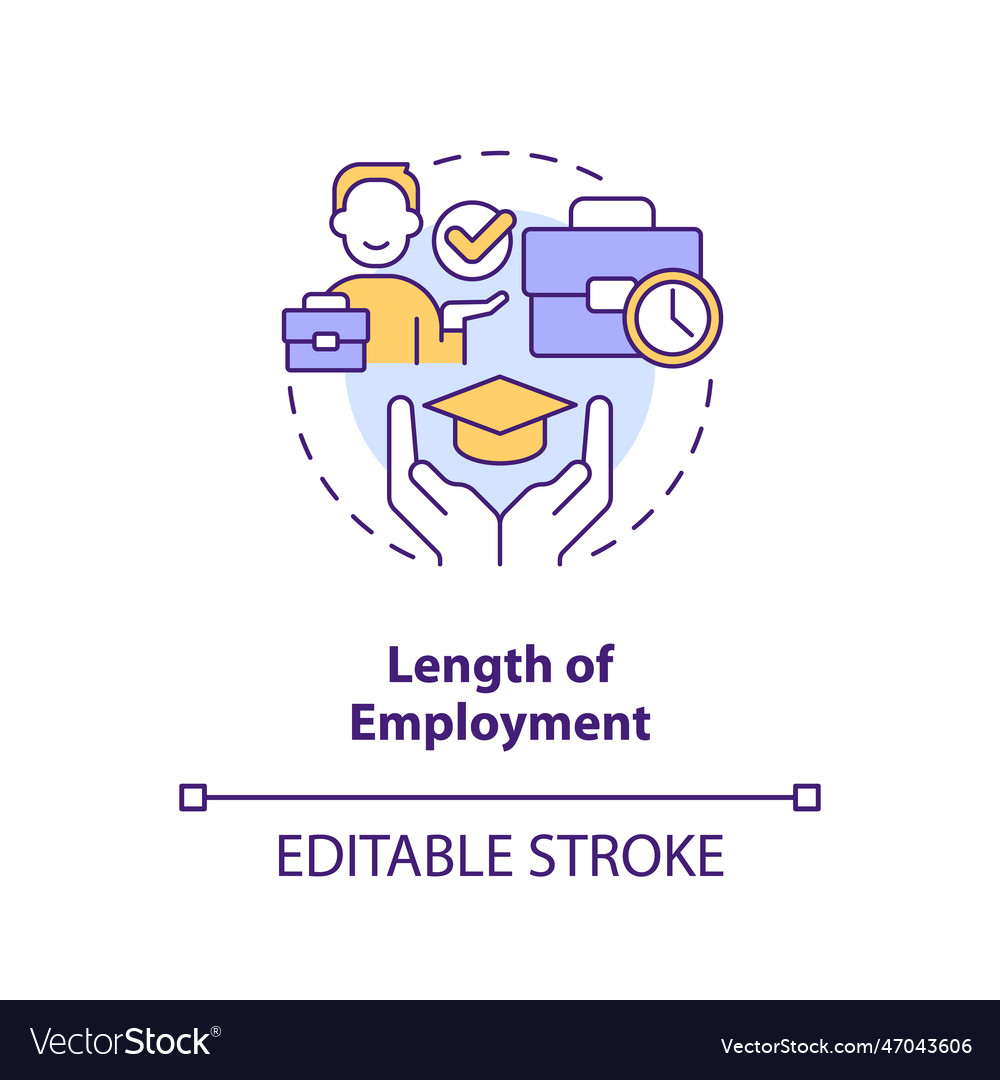 Length of
Employment
EDITABLE STROKE
VectorStock®
VectorStock.com/47043606